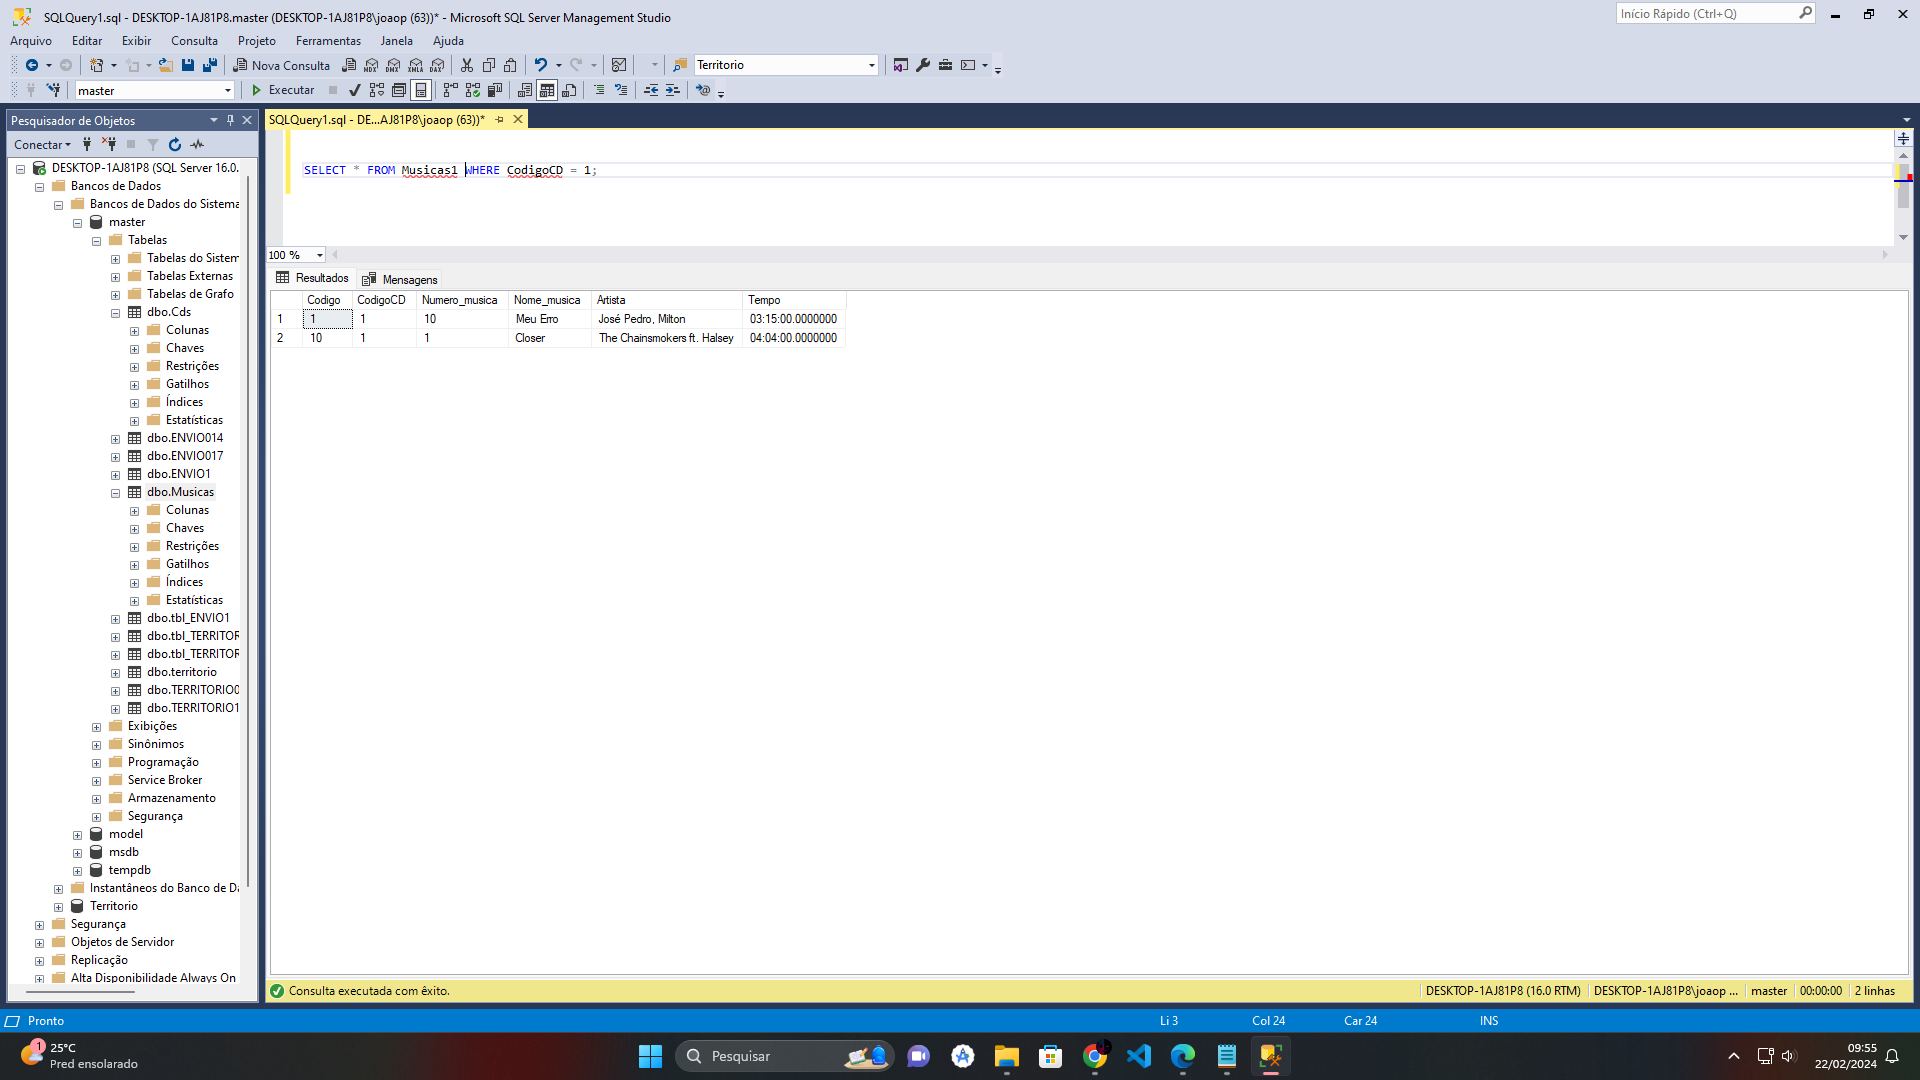 SQLQuery1.sql - DESKTOP-1AJ81P8.master (DESKTOP-1AJ81P8\joaop (63))* - Microsoft SQL Server Management Studio
Início Rápido (Ctrl+Q)
Arquivo Editar Exibir Consulta Projeto Ferramentas Janela Ajuda
Nova Consulta MDX DMX XMLA DAX Territorio
master Executar
Pesquisador de Objetos
SQLQuery1.sql - DE...AJ81P8\joaop (63))*
Conectar
DESKTOP-1AJ81P8 (SQL Server 16.0.
Bancos de Dados
Bancos de Dados do Sistema
master
Tabelas
Tabelas do Sistem
Tabelas Externas
Tabelas de Grafo
dbo.Cds
Colunas
Chaves
Restrições
Gatilhos
Índices
Estatísticas
dbo.ENVIO014
dbo.ENVIO017
dbo.ENVIO1
dbo.Musicas
Colunas
Chaves
Restrições
Gatilhos
Índices
Estatísticas
dbo.tbl_ENVIO1
dbo.tbl_TERRITOR
dbo.tbl_TERRITOR
dbo.territorio
dbo.TERRITORIO0
dbo.TERRITORIO1
Exibições
Sinônimos
Programação
Service Broker
Armazenamento
Segurança
model
msdb
tempdb
Instantâneos do Banco de Da
Territorio
Segurança
Objetos de Servidor
Replicação
Alta Disponibilidade Always On
SELECT * FROM Musicas1 WHERE CodigoCD = 1;
100 %
Resultados Mensagens
Codigo CodigoCD Numero_musica Nome_musica Artista Tempo
1 1 1 10 Meu Erro José Pedro, Milton 03:15:00.0000000
2 10 1 1 Closer The Chainsmokers ft. Halsey 04:04:00.0000000
Consulta executada com êxito. DESKTOP-1AJ81P8 (16.0 RTM) DESKTOP-1AJ81P8\joaop ... master 00:00:00 2 linhas
Pronto Li 3 Col 24 Car 24 INS
1
25°C
Pred ensolarado
Pesquisar
09:55
22/02/2024